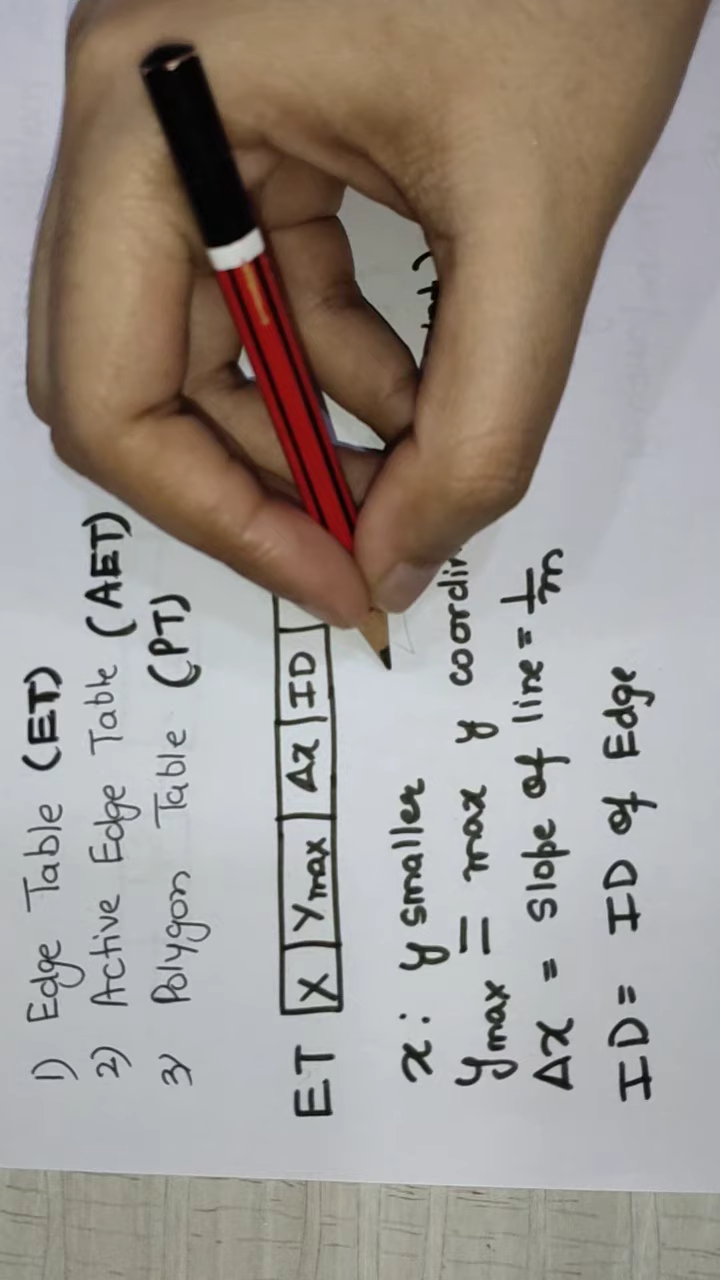 1) Edge Table (ET)
2) Active Edge Table (AET)
3) Polygon Table (PT)
ET X Ymax Δx ID
x: y smaller
ymax = max y coordin
Δx = slope of line = 1/m
ID = ID of Edge